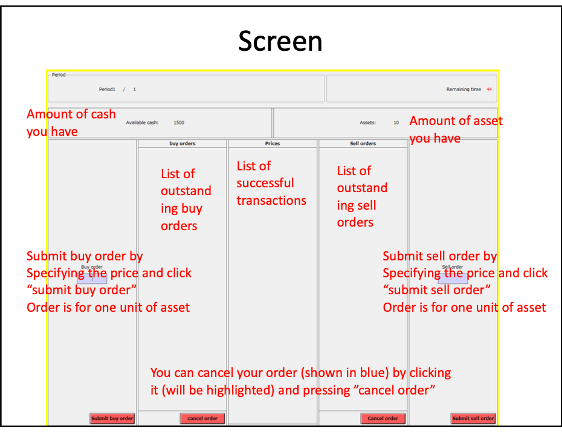 Screen
Period
Period1 / 1
Remaining time 44
Amount of cash
you have
Available cash: 1500
Assets: 10
Amount of asset
you have
buy orders
Prices
Sell orders
List of
outstand
ing buy
orders
List of
successful
transactions
List of
outstand
ing sell
orders
Submit buy order by
Specifying the price and click
“submit buy order”
Order is for one unit of asset
Buy order
Submit sell order by
Specifying the price and click
“submit sell order”
Order is for one unit of asset
Sell order
You can cancel your order (shown in blue) by clicking
it (will be highlighted) and pressing ”cancel order”
Submit buy order
cancel order
Cancel order
Submit sell order